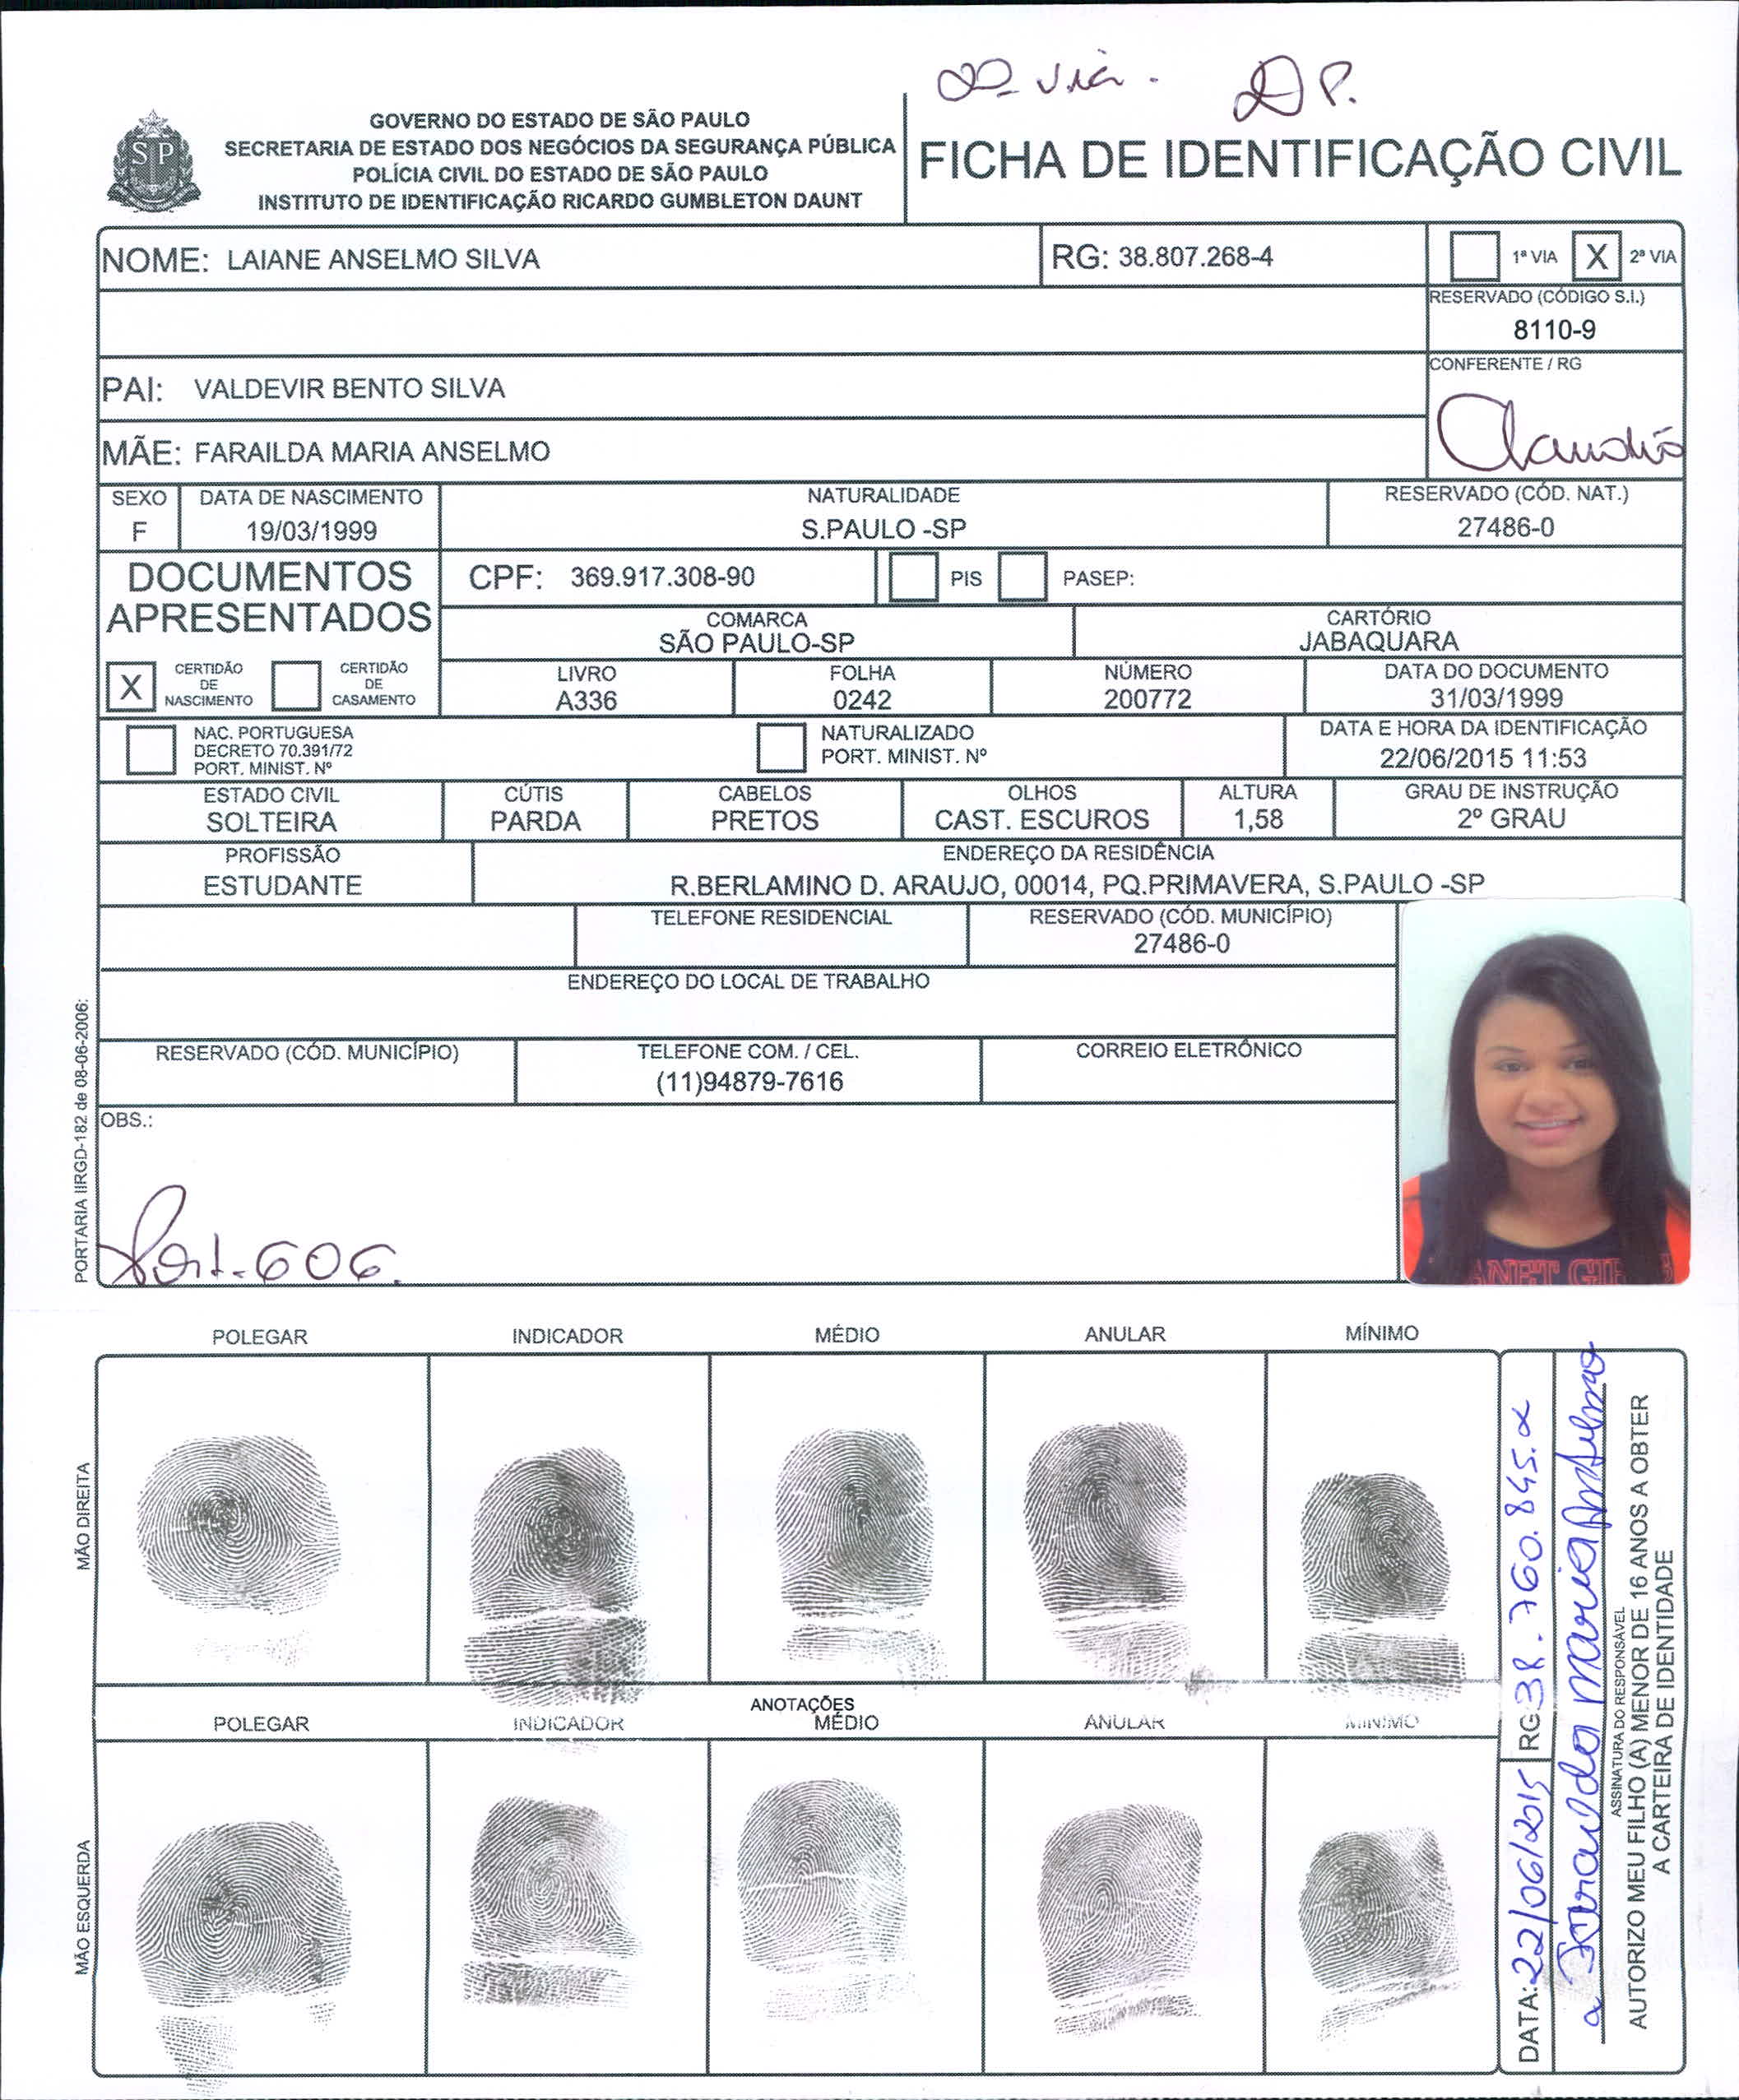 2ª via. DP.
GOVERNO DO ESTADO DE SÃO PAULO
SECRETARIA DE ESTADO DOS NEGÓCIOS DA SEGURANÇA PÚBLICA
POLÍCIA CIVIL DO ESTADO DE SÃO PAULO
INSTITUTO DE IDENTIFICAÇÃO RICARDO GUMBLETON DAUNT
SP
FICHA DE IDENTIFICAÇÃO CIVIL
NOME: LAIANE ANSELMO SILVA
RG: 38.807.268-4
1ª VIA X 2ª VIA
RESERVADO (CÓDIGO S.I.)
8110-9
CONFERENTE / RG
PAI: VALDEVIR BENTO SILVA
Claudio
MÃE: FARAILDA MARIA ANSELMO
SEXO
F
DATA DE NASCIMENTO
19/03/1999
NATURALIDADE
S.PAULO -SP
RESERVADO (CÓD. NAT.)
27486-0
DOCUMENTOS
APRESENTADOS
CPF: 369.917.308-90
PIS PASEP:
COMARCA
SÃO PAULO-SP
CARTÓRIO
JABAQUARA
X CERTIDÃO
DE
NASCIMENTO
CERTIDÃO
DE
CASAMENTO
LIVRO
A336
FOLHA
0242
NÚMERO
200772
DATA DO DOCUMENTO
31/03/1999
NAC. PORTUGUESA
DECRETO 70.391/72
PORT. MINIST. Nº
NATURALIZADO
PORT. MINIST. Nº
DATA E HORA DA IDENTIFICAÇÃO
22/06/2015 11:53
ESTADO CIVIL
SOLTEIRA
CÚTIS
PARDA
CABELOS
PRETOS
OLHOS
CAST. ESCUROS
ALTURA
1,58
GRAU DE INSTRUÇÃO
2º GRAU
PROFISSÃO
ESTUDANTE
ENDEREÇO DA RESIDÊNCIA
R.BERLAMINO D. ARAUJO, 00014, PQ.PRIMAVERA, S.PAULO -SP
TELEFONE RESIDENCIAL
RESERVADO (CÓD. MUNICÍPIO)
27486-0
ENDEREÇO DO LOCAL DE TRABALHO
RESERVADO (CÓD. MUNICÍPIO)
TELEFONE COM. / CEL.
(11)94879-7616
CORREIO ELETRÔNICO
OBS.:
Port. 606.
PORTARIA IIRGD-182 de 08-06-2006:
POLEGAR INDICADOR MÉDIO ANULAR MÍNIMO
MÃO DIREITA
ANOTAÇÕES
POLEGAR INDICADOR MÉDIO ANULAR MÍNIMO
MÃO ESQUERDA
DATA: 22/06/2015 RG: 38.760.845.
Farailda maria Anselmo
ASSINATURA DO RESPONSÁVEL
AUTORIZO MEU FILHO (A) MENOR DE 16 ANOS A OBTER
A CARTEIRA DE IDENTIDADE